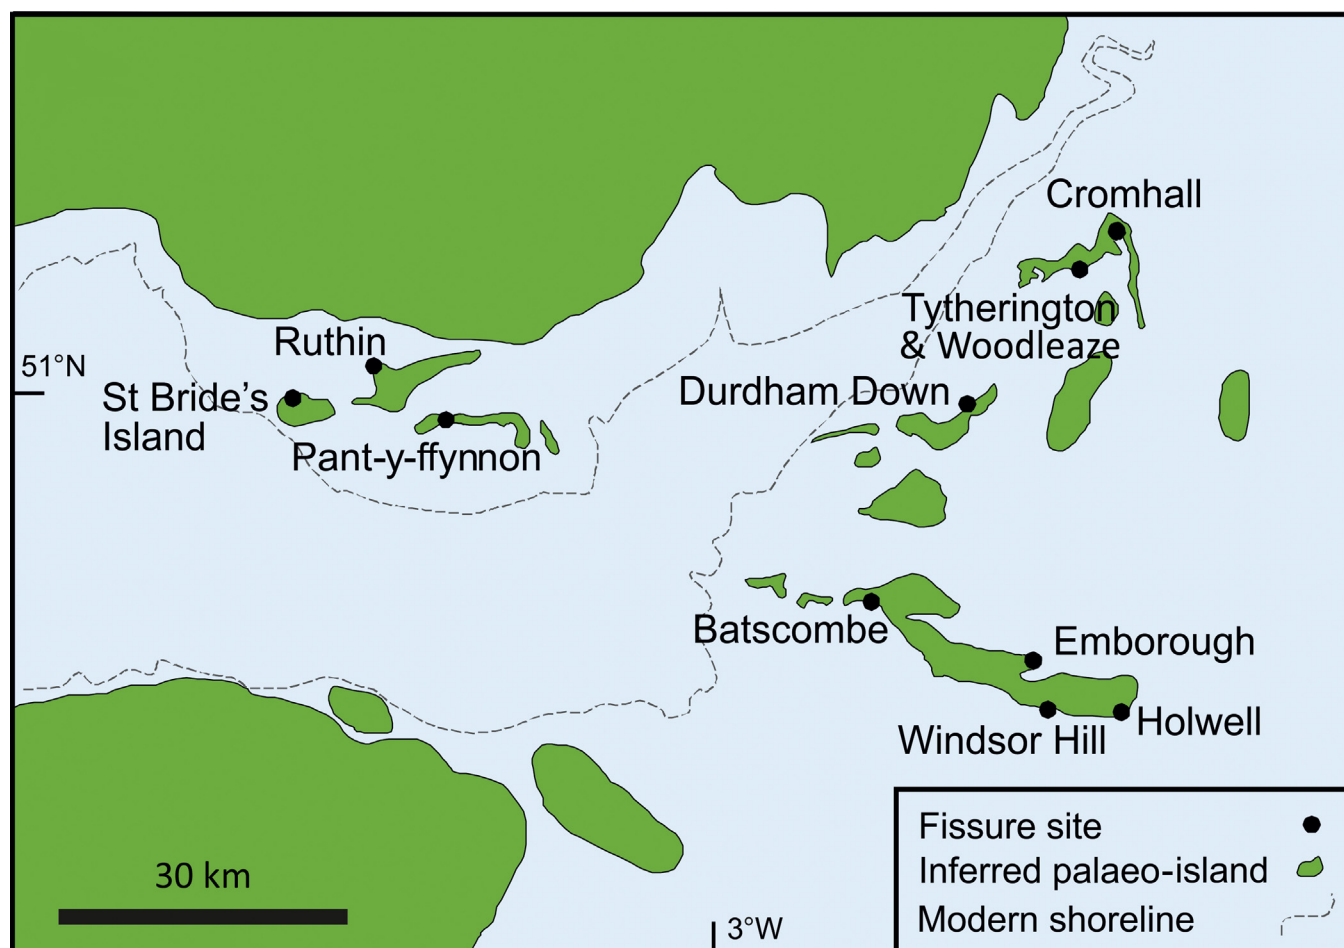 Cromhall
Tytherington
& Woodleaze
Ruthin
51°N
St Bride’s
Island
Durdham Down
Pant-y-ffynnon
Batscombe
Emborough
Holwell
Windsor Hill
Fissure site
Inferred palaeo-island
Modern shoreline
30 km
3°W